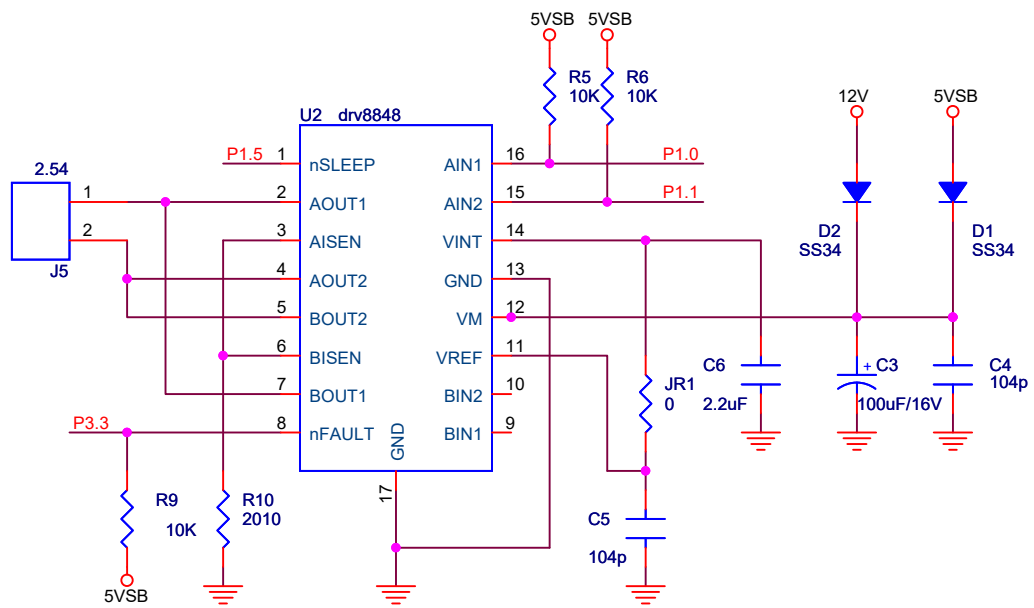 5VSB 5VSB
R5 R6
10K 10K
12V 5VSB
U2 drv8848
P1.5 1 nSLEEP AIN1 16 P1.0
2.54
1 2 AOUT1 AIN2 15 P1.1
2 3 AISEN VINT 14
J5 4 AOUT2 GND 13
D2 D1
SS34 SS34
5 BOUT2 VM 12
6 BISEN VREF 11
7 BOUT1 BIN2 10
P3.3 8 nFAULT GND BIN1 9
JR1 C6 + C3 C4
0 2.2uF 100uF/16V 104p
17
R9 R10 C5
10K 2010 104p
5VSB